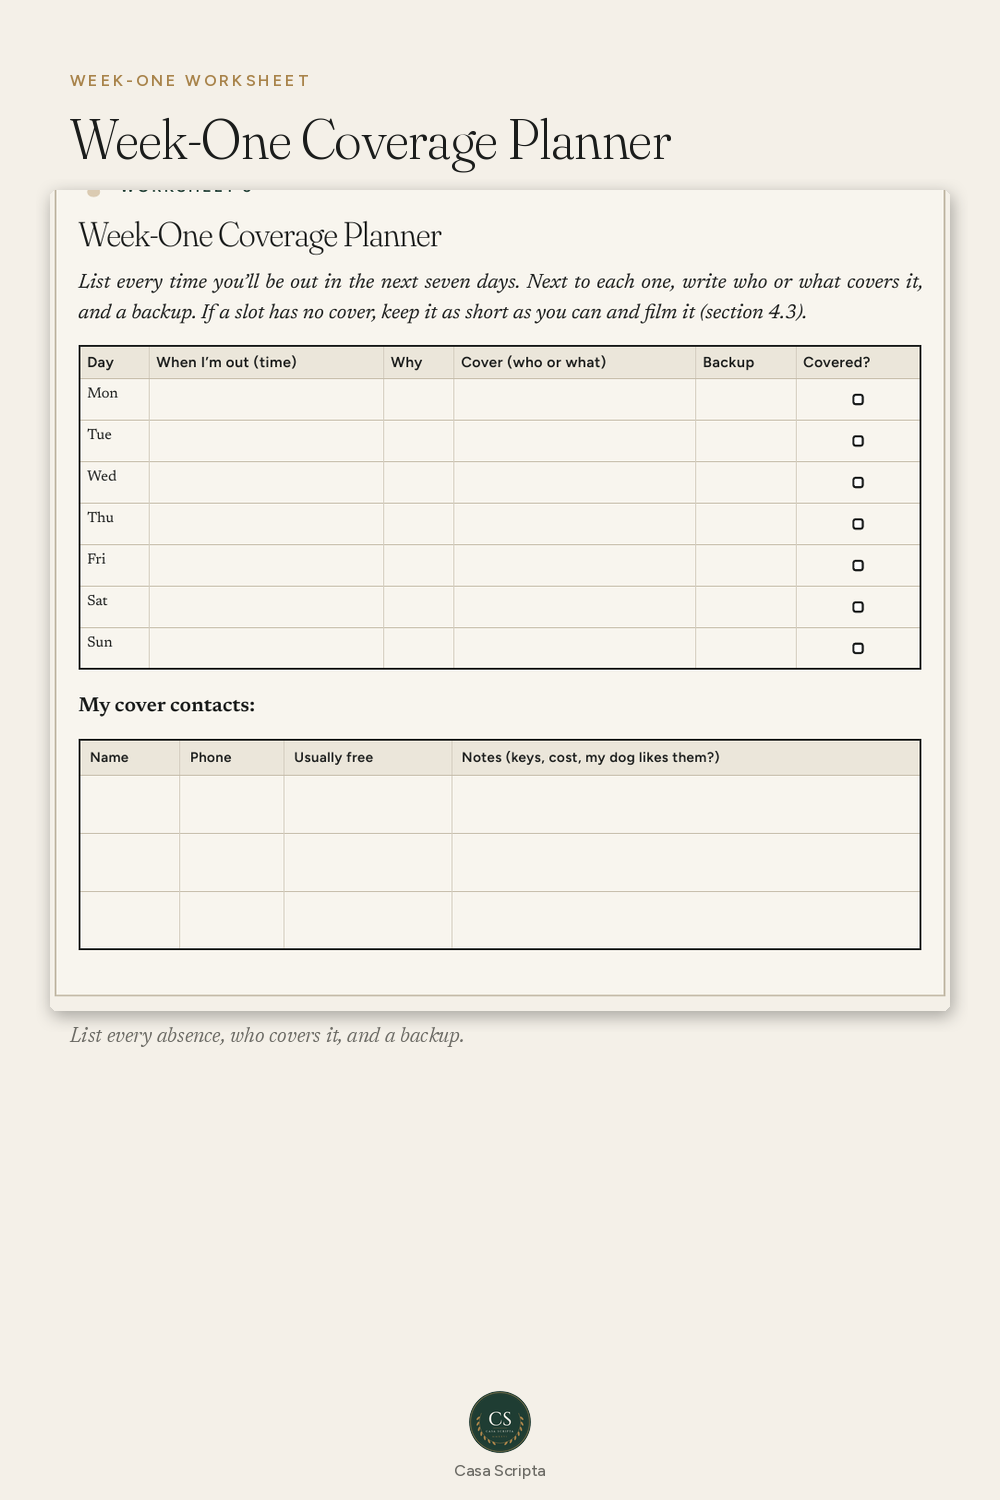 WEEK-ONE WORKSHEET
Week-One Coverage Planner
Week-One Coverage Planner
List every time you’ll be out in the next seven days. Next to each one, write who or what covers it,
and a backup. If a slot has no cover, keep it as short as you can and film it (section 4.3).
Day When I’m out (time) Why Cover (who or what) Backup Covered?
Mon
Tue
Wed
Thu
Fri
Sat
Sun
My cover contacts:
Name Phone Usually free Notes (keys, cost, my dog likes them?)
List every absence, who covers it, and a backup.
CS
CASA SCRIPTA
Casa Scripta